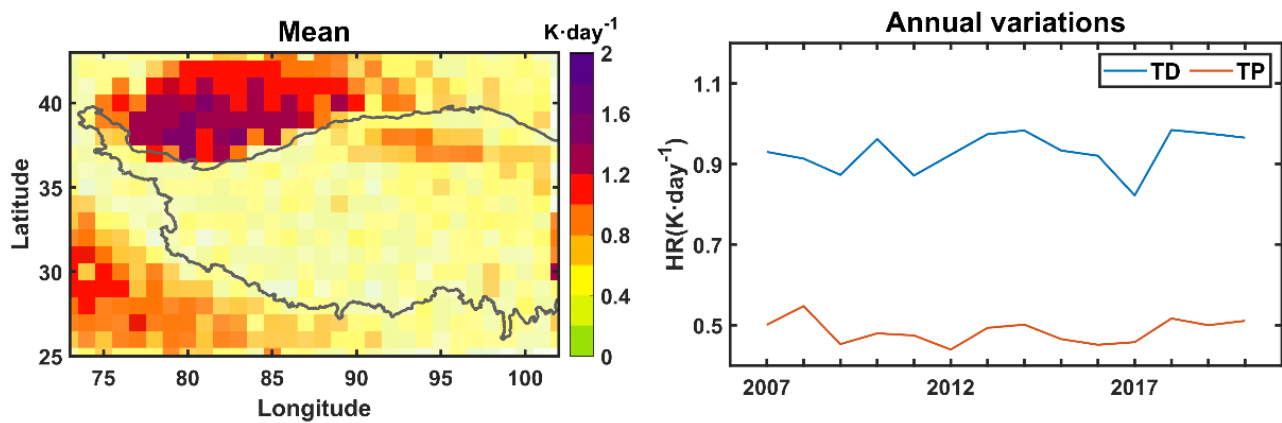 Mean
K·day⁻¹
2
1.6
1.2
0.8
0.4
0
40
35
30
25
Latitude
75 80 85 90 95 100
Longitude
Annual variations
TD TP
1.1
0.9
0.7
0.5
HR(K·day⁻¹)
2007 2012 2017